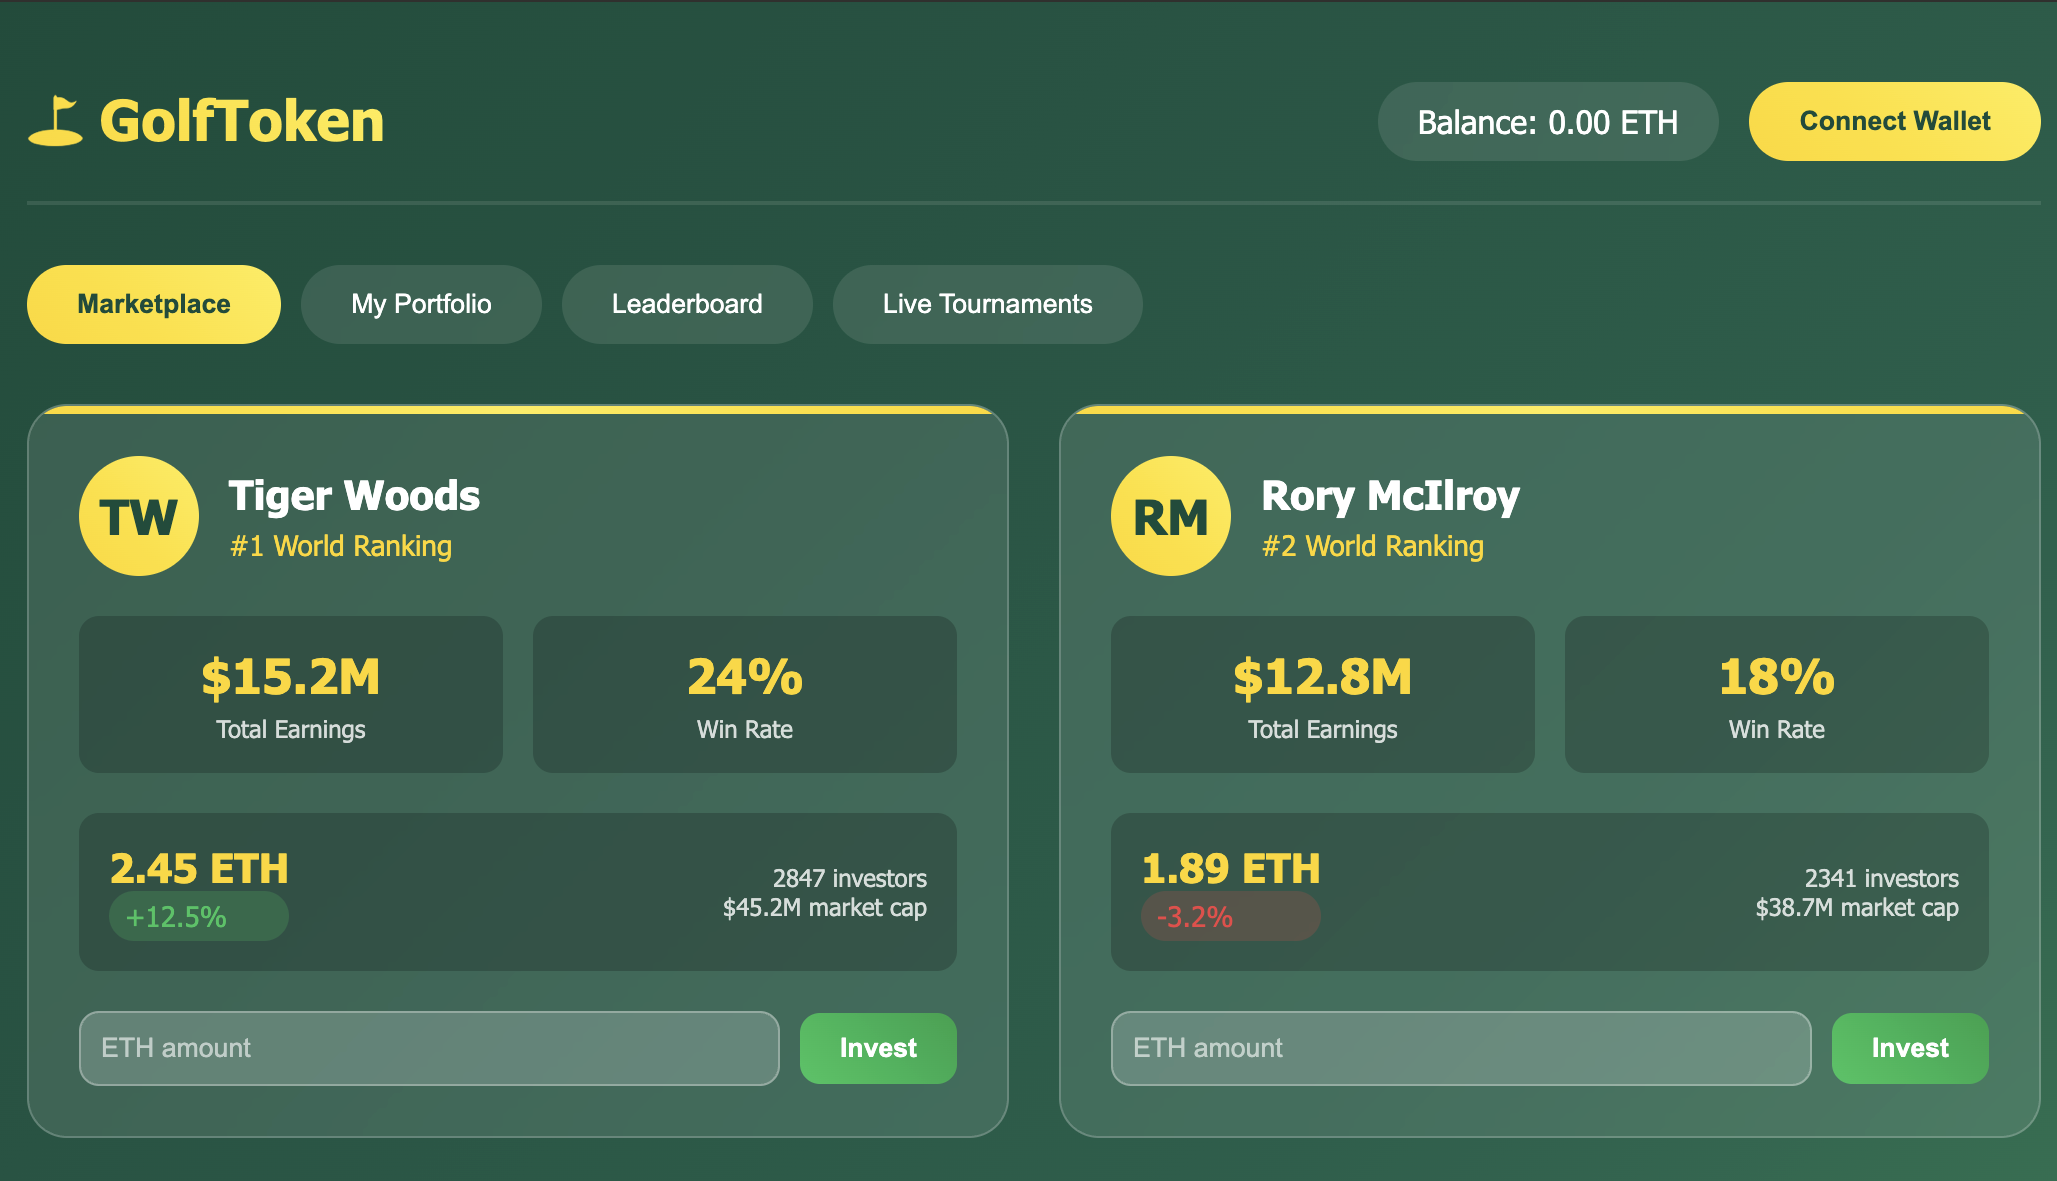 GolfToken
Balance: 0.00 ETH
Connect Wallet
Marketplace
My Portfolio
Leaderboard
Live Tournaments
TW
Tiger Woods
#1 World Ranking
$15.2M
Total Earnings
24%
Win Rate
2.45 ETH
+12.5%
2847 investors
$45.2M market cap
ETH amount
Invest
RM
Rory McIlroy
#2 World Ranking
$12.8M
Total Earnings
18%
Win Rate
1.89 ETH
-3.2%
2341 investors
$38.7M market cap
ETH amount
Invest